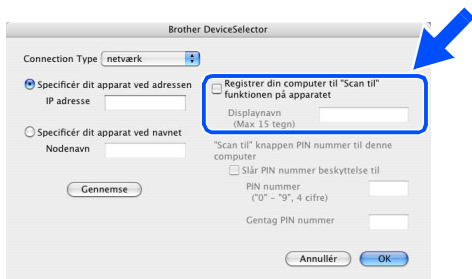 Brother DeviceSelector
Connection Type netværk
Specificér dit apparat ved adressen
IP adresse
Specificér dit apparat ved navnet
Nodenavn
Gennemse
Registrer din computer til "Scan til"
funktionen på apparatet
Displaynavn
(Max 15 tegn)
"Scan til" knappen PIN nummer til denne
computer
Slår PIN nummer beskyttelse til
PIN nummer
("0" - "9", 4 cifre)
Gentag PIN nummer
Annullér OK